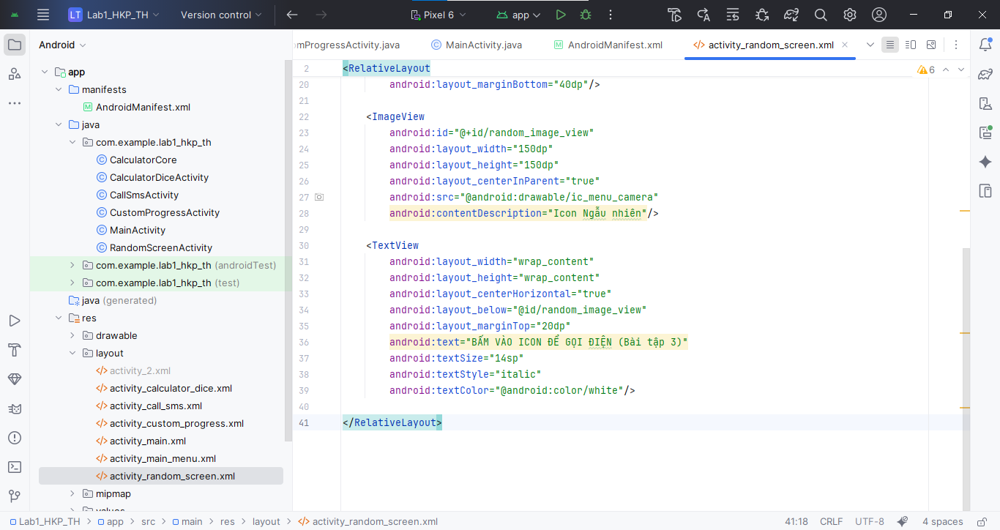 LT Lab1_HKP_TH Version control Pixel 6 app
Android
app
manifests
AndroidManifest.xml
java
com.example.lab1_hkp_th
CalculatorCore
CalculatorDiceActivity
CallSmsActivity
CustomProgressActivity
MainActivity
RandomScreenActivity
com.example.lab1_hkp_th (androidTest)
com.example.lab1_hkp_th (test)
java (generated)
res
drawable
layout
activity_2.xml
activity_calculator_dice.xml
activity_call_sms.xml
activity_custom_progress.xml
activity_main.xml
activity_main_menu.xml
activity_random_screen.xml
mipmap
values
mProgressActivity.java MainActivity.java AndroidManifest.xml activity_random_screen.xml
6
2 <RelativeLayout
20 android:layout_marginBottom="40dp"/>
21
22 <ImageView
23 android:id="@+id/random_image_view"
24 android:layout_width="150dp"
25 android:layout_height="150dp"
26 android:layout_centerInParent="true"
27 android:src="@android:drawable/ic_menu_camera"
28 android:contentDescription="Icon Ngẫu nhiên"/>
29
30 <TextView
31 android:layout_width="wrap_content"
32 android:layout_height="wrap_content"
33 android:layout_centerHorizontal="true"
34 android:layout_below="@id/random_image_view"
35 android:layout_marginTop="20dp"
36 android:text="BẤM VÀO ICON ĐỂ GỌI ĐIỆN (Bài tập 3)"
37 android:textSize="14sp"
38 android:textStyle="italic"
39 android:textColor="@android:color/white"/>
40
41 </RelativeLayout>
Lab1_HKP_TH > app > src > main > res > layout > activity_random_screen.xml 41:18 CRLF UTF-8 4 spaces